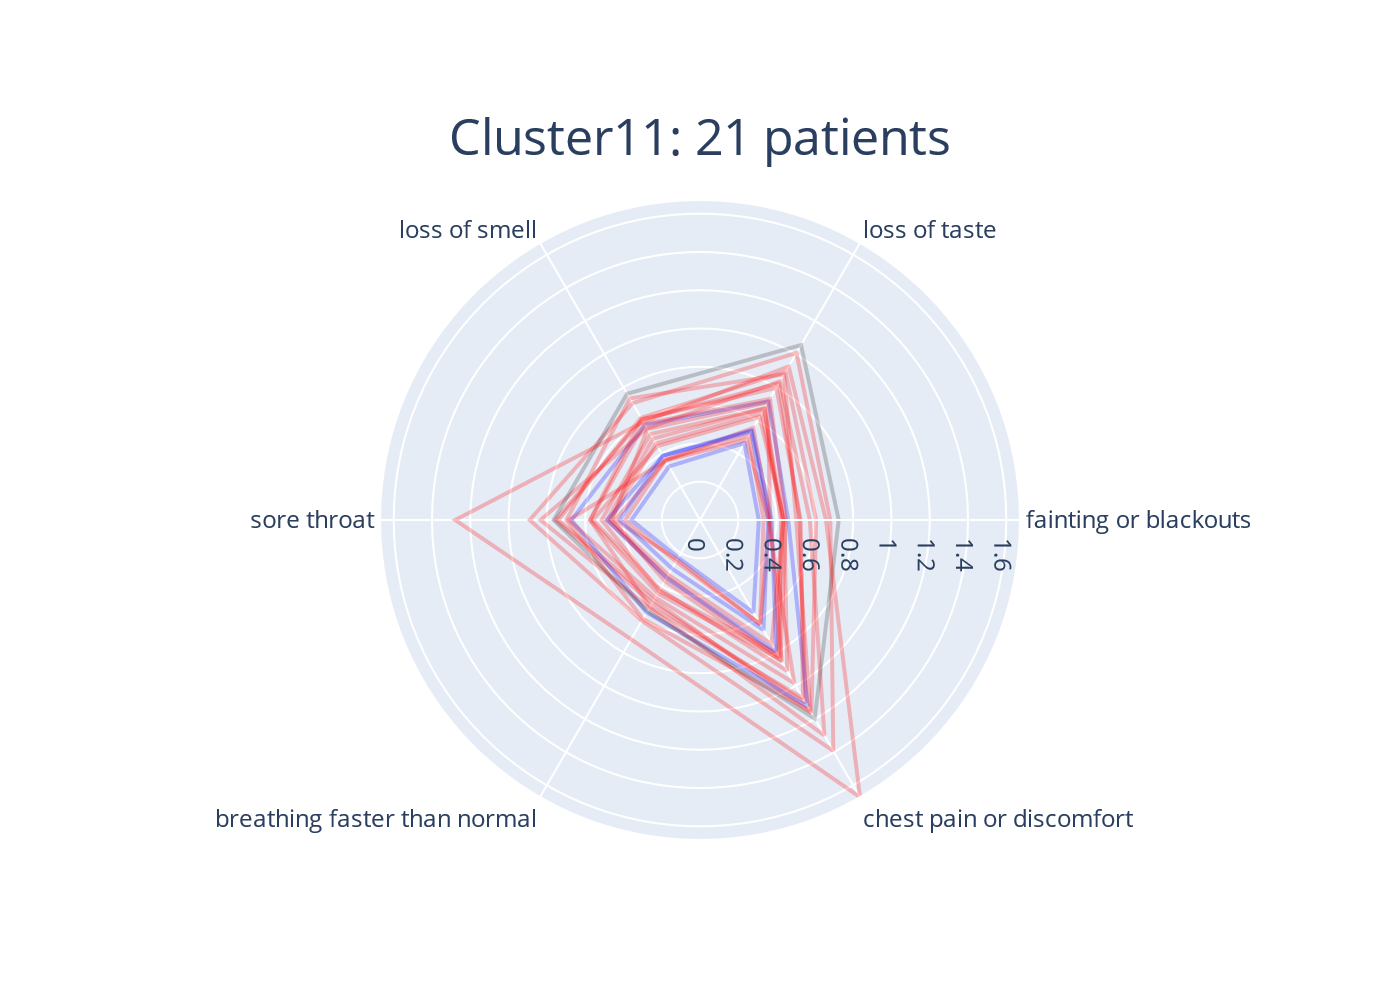 Cluster11: 21 patients
loss of smell
loss of taste
sore throat
fainting or blackouts
0
0.2
0.4
0.6
0.8
1
1.2
1.4
1.6
breathing faster than normal
chest pain or discomfort